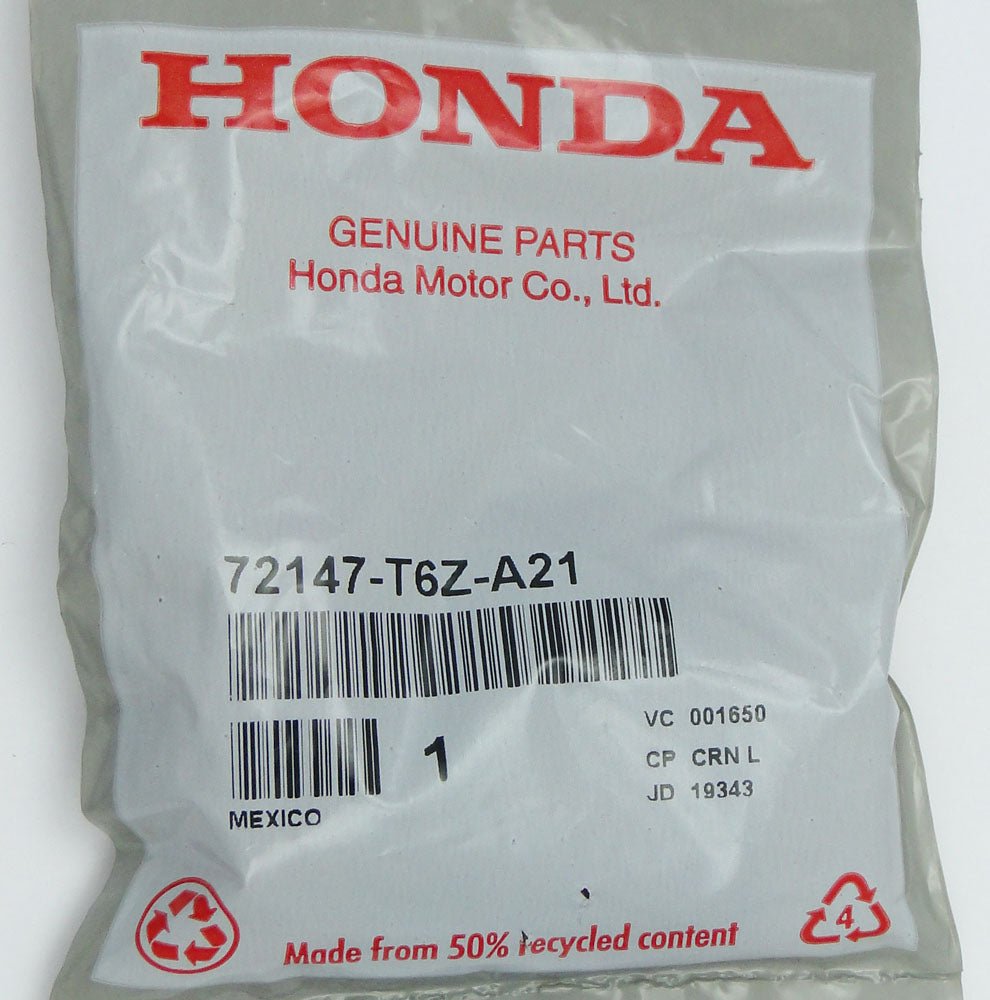 HONDA
GENUINE PARTS
Honda Motor Co., Ltd.
72147-T6Z-A21
1
VC 001650
CP CRN L
JD 19343
MEXICO
Made from 50% recycled content
4